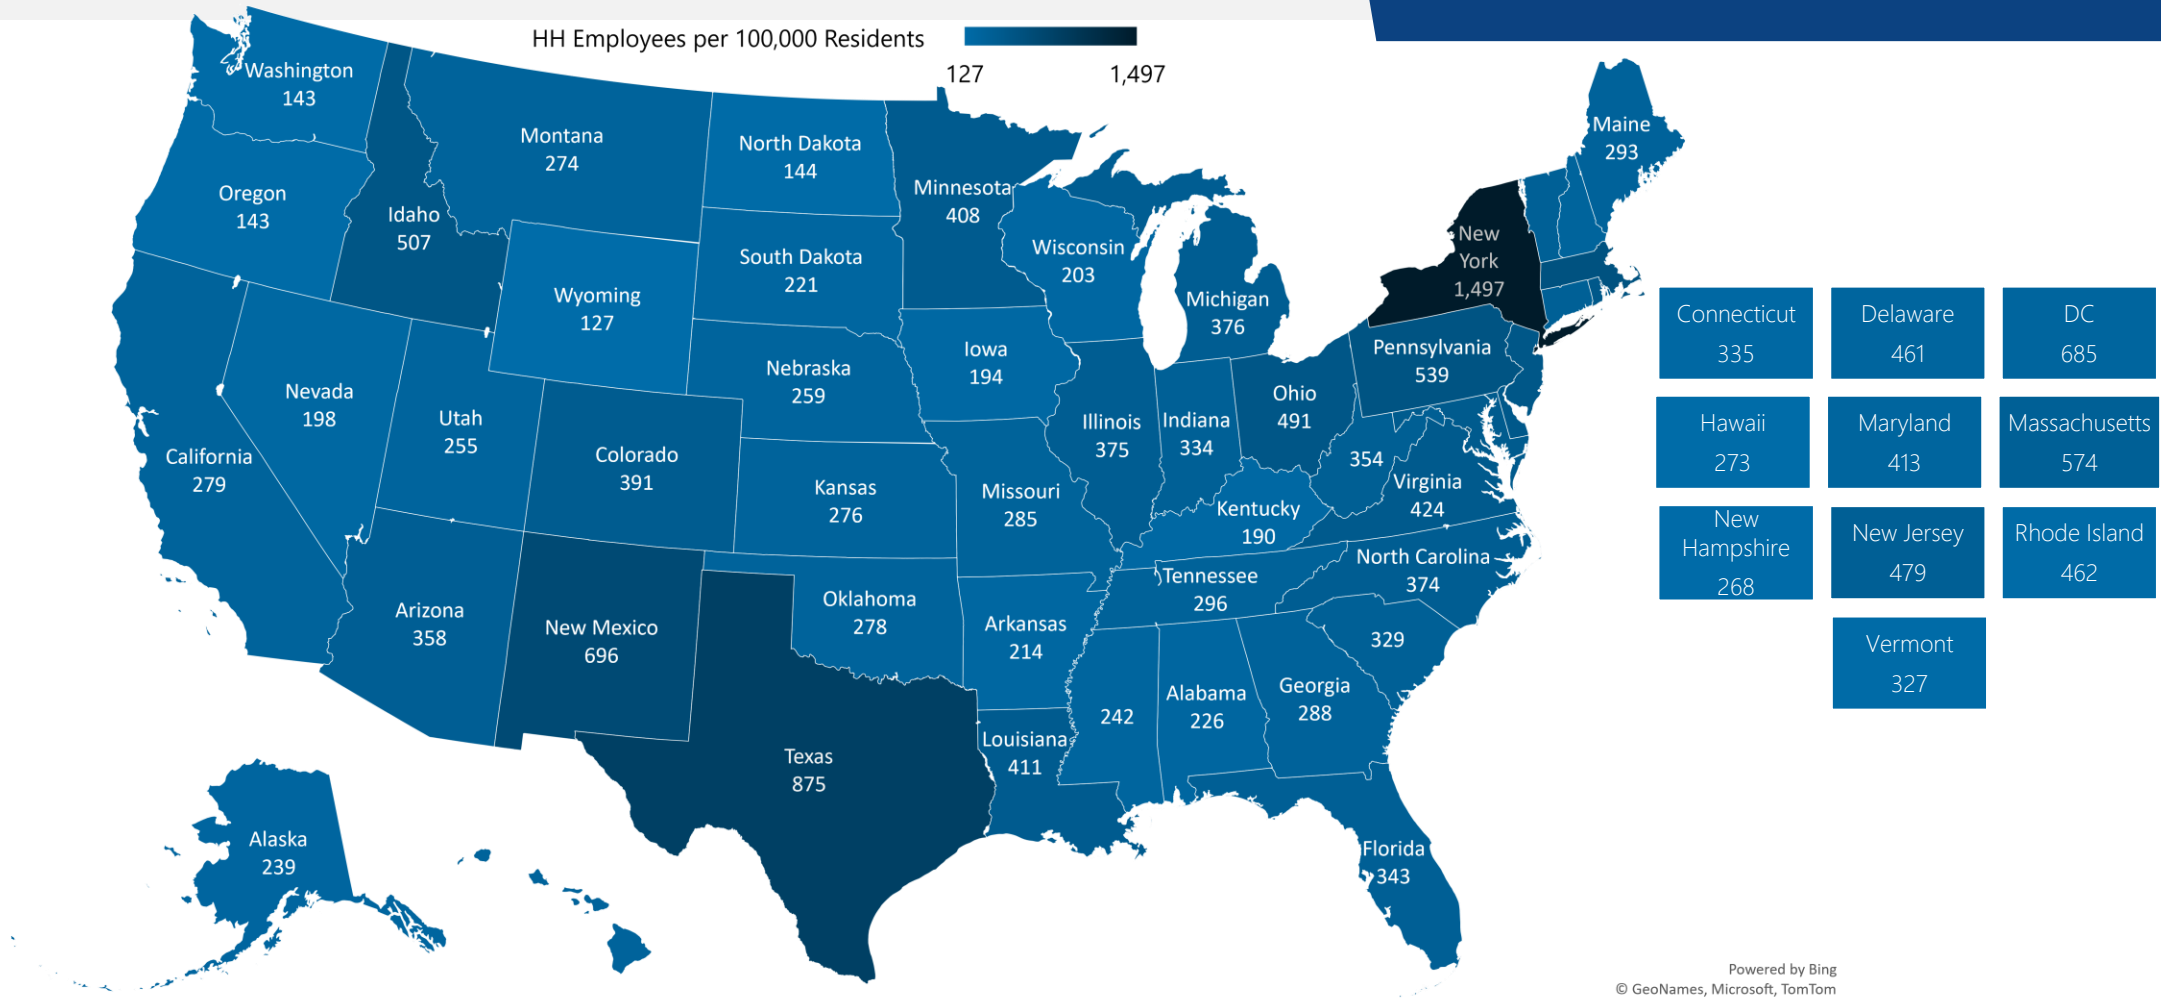 HH Employees per 100,000 Residents
127
1,497
Washington
143
Oregon
143
Idaho
507
Montana
274
North Dakota
144
Minnesota
408
South Dakota
221
Wyoming
127
Wisconsin
203
Michigan
376
Maine
293
New
York
1,497
Nebraska
259
Iowa
194
Pennsylvania
539
Nevada
198
Utah
255
Colorado
391
California
279
Kansas
276
Missouri
285
Illinois
375
Indiana
334
Ohio
491
354
Virginia
424
Kentucky
190
North Carolina
374
Tennessee
296
Arizona
358
New Mexico
696
Oklahoma
278
Arkansas
214
329
Texas
875
Louisiana
411
242
Alabama
226
Georgia
288
Florida
343
Alaska
239
Connecticut
335
Delaware
461
DC
685
Hawaii
273
Maryland
413
Massachusetts
574
New
Hampshire
268
New Jersey
479
Rhode Island
462
Vermont
327
Powered by Bing
© GeoNames, Microsoft, TomTom